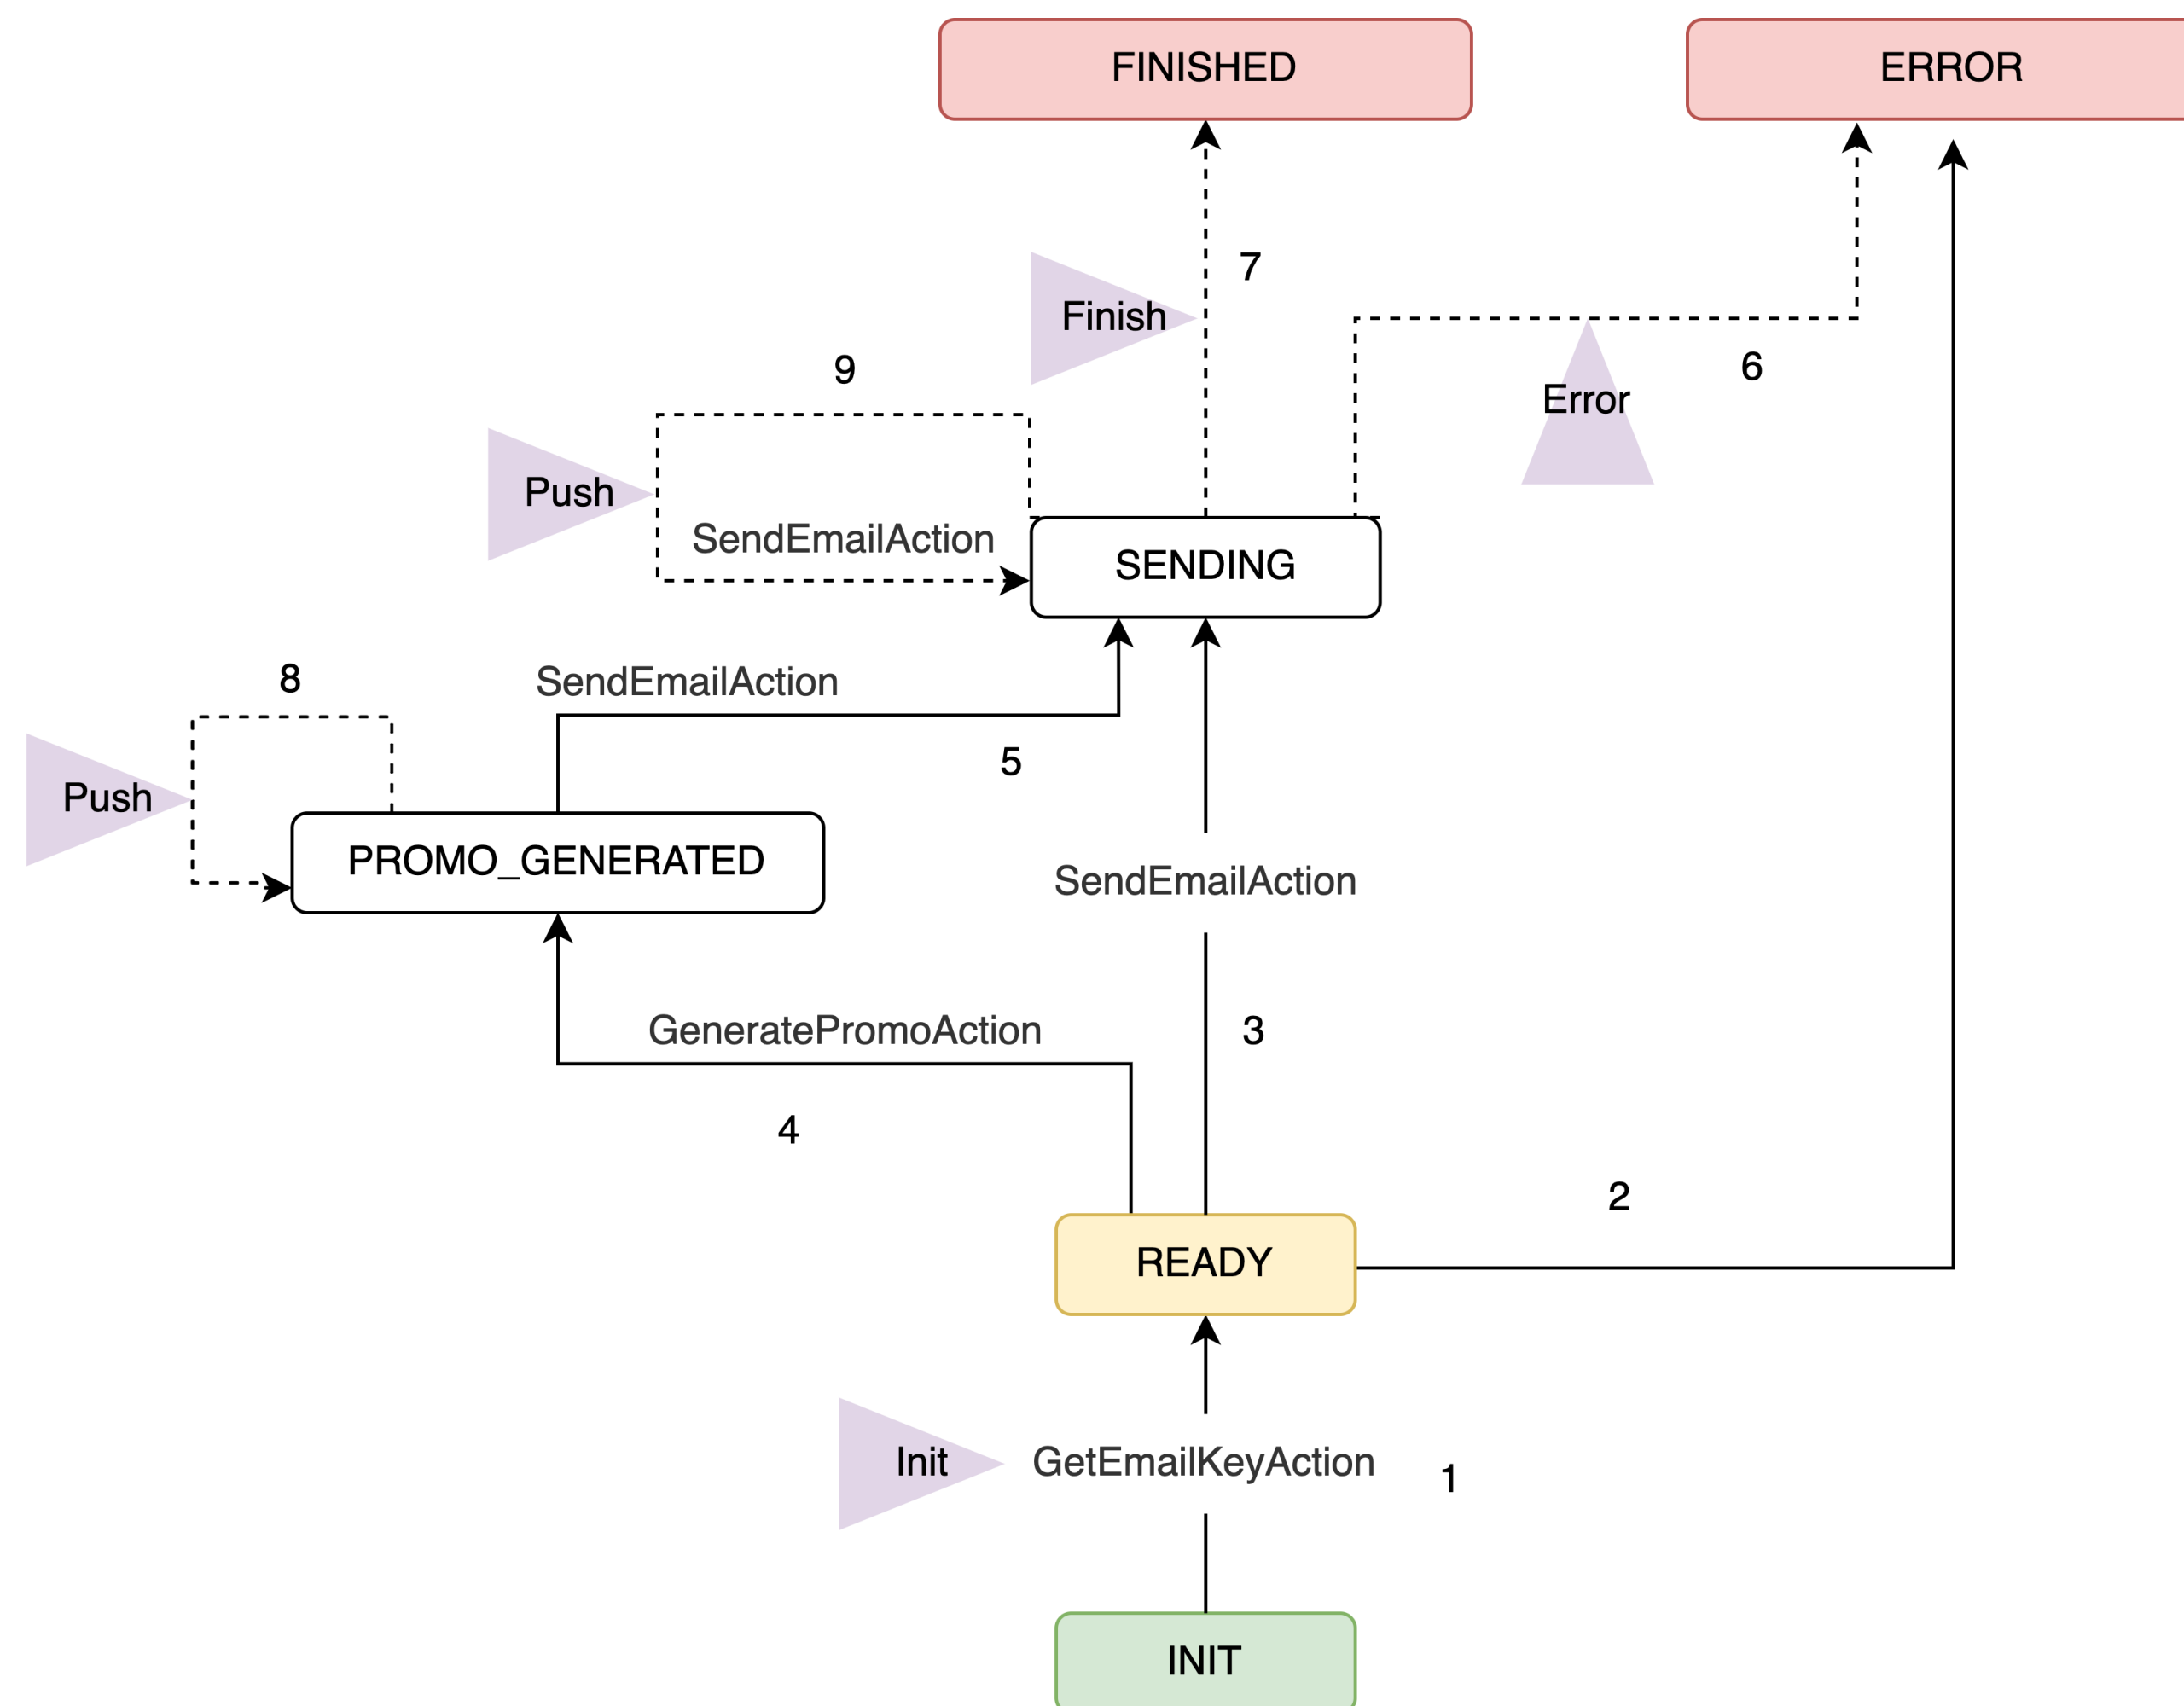 FINISHED
ERROR
7
Finish
9
6
Error
Push
SendEmailAction
SENDING
8
SendEmailAction
5
Push
PROMO_GENERATED
SendEmailAction
GeneratePromoAction
3
4
2
READY
Init
GetEmailKeyAction
1
INIT